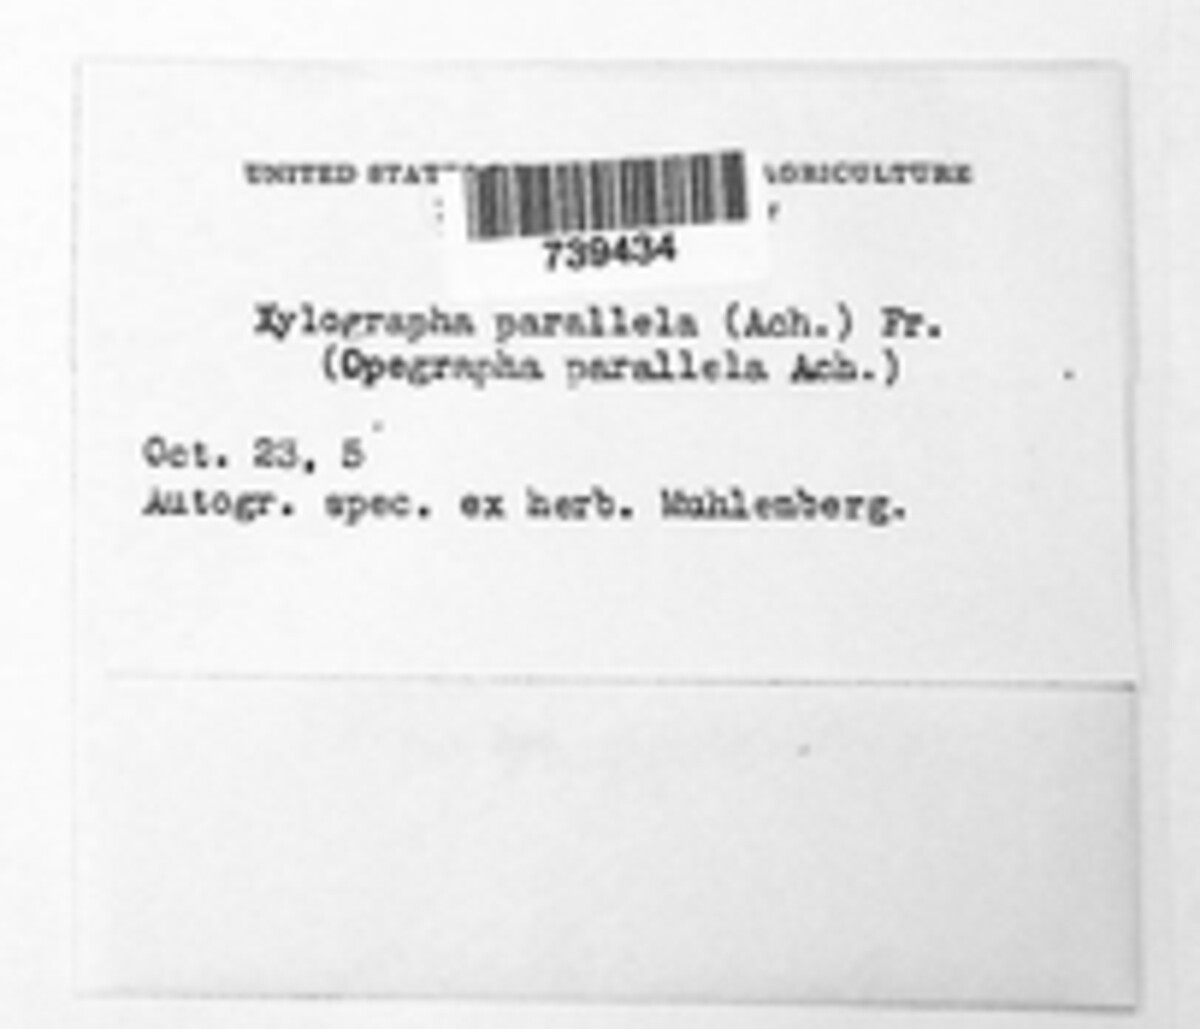 UNITED STAT AGRICULTURE
739434
Xylographa parallela (Ach.) Fr.
(Opegrapha parallela Ach.)
Oct. 23, 5
Autogr. spec. ex herb. Muhlenberg.